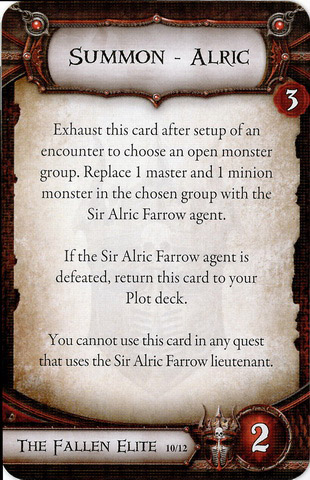 SUMMON - ALRIC
3
Exhaust this card after setup of an
encounter to choose an open monster
group. Replace 1 master and 1 minion
monster in the chosen group with the
Sir Alric Farrow agent.
If the Sir Alric Farrow agent is
defeated, return this card to your
Plot deck.
You cannot use this card in any quest
that uses the Sir Alric Farrow lieutenant.
THE FALLEN ELITE 10/12
2